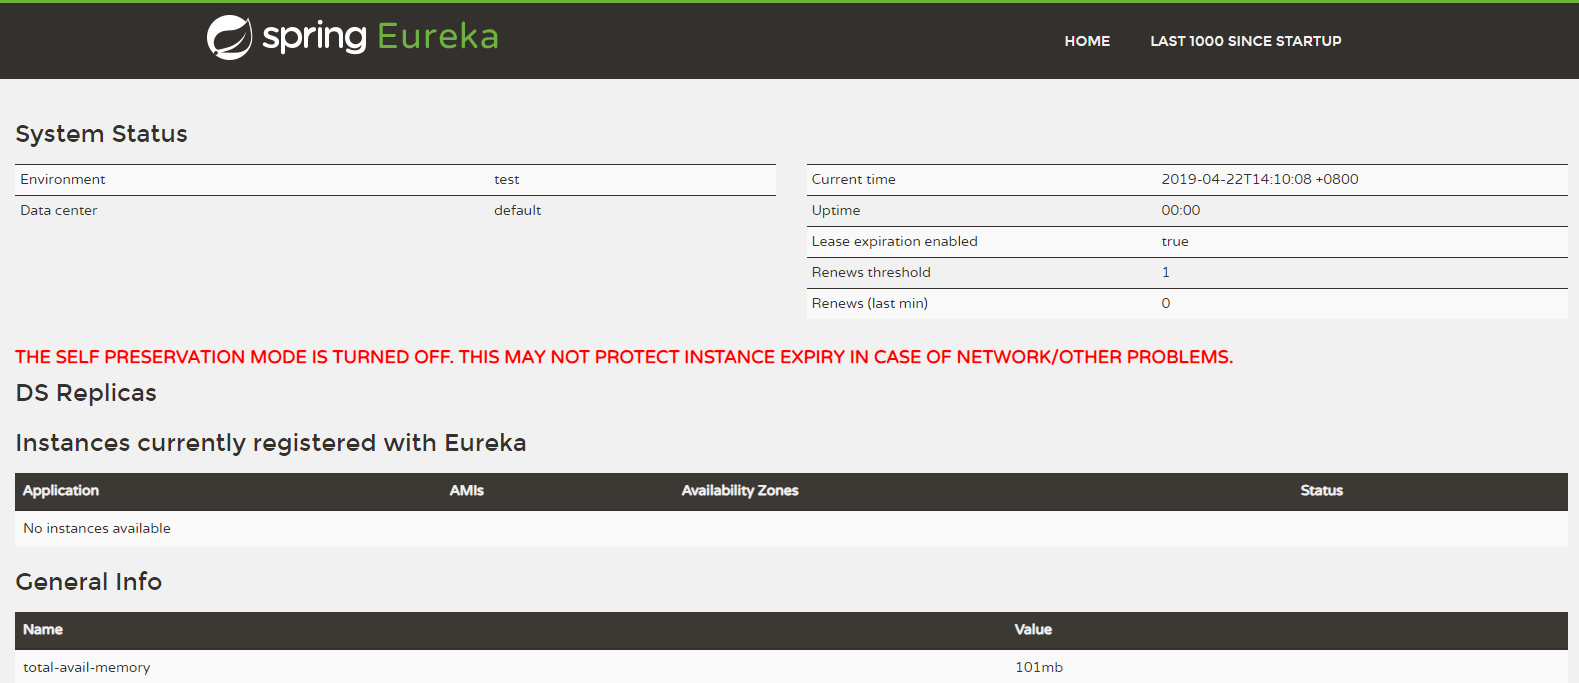 spring Eureka
HOME LAST 1000 SINCE STARTUP
System Status
Environment test
Data center default
Current time 2019-04-22T14:10:08 +0800
Uptime 00:00
Lease expiration enabled true
Renews threshold 1
Renews (last min) 0
THE SELF PRESERVATION MODE IS TURNED OFF. THIS MAY NOT PROTECT INSTANCE EXPIRY IN CASE OF NETWORK/OTHER PROBLEMS.
DS Replicas
Instances currently registered with Eureka
Application AMIs Availability Zones Status
No instances available
General Info
Name Value
total-avail-memory 101mb